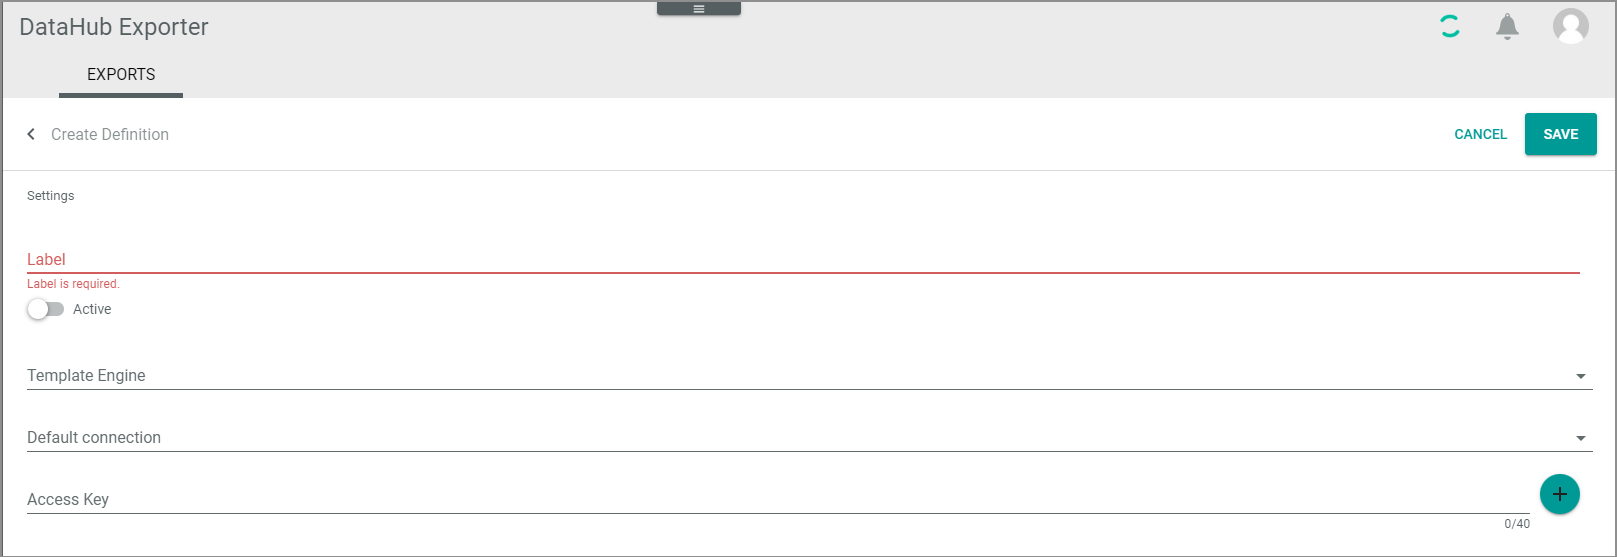 DataHub Exporter
EXPORTS
Create Definition
CANCEL
SAVE
Settings
Label
Label is required.
Active
Template Engine
Default connection
Access Key
0/40